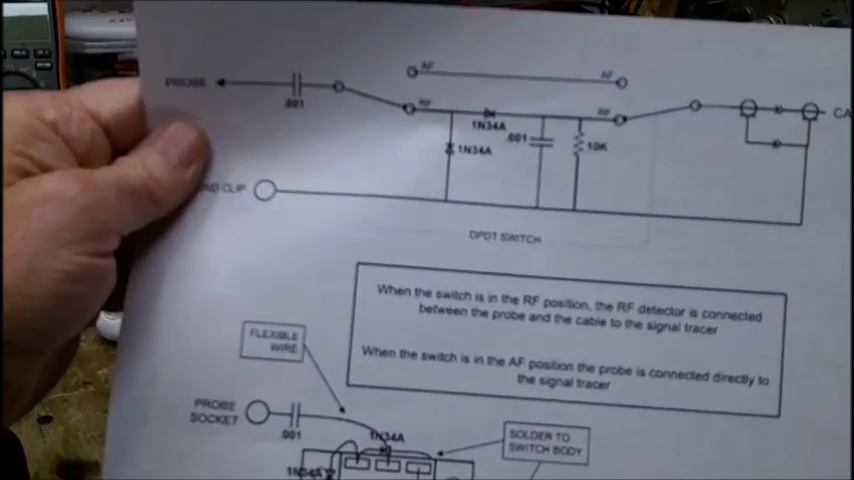 PROBE
.001
AF
AF
RF
RF
1N34A
1N34A
.001
10K
CA
ND CLIP
DPDT SWITCH
When the switch is in the RF position, the RF detector is connected
between the probe and the cable to the signal tracer
When the switch is in the AF position the probe is connected directly to
the signal tracer
FLEXIBLE
WIRE
PROBE
SOCKET
.001
1N34A
1N34A
SOLDER TO
SWITCH BODY